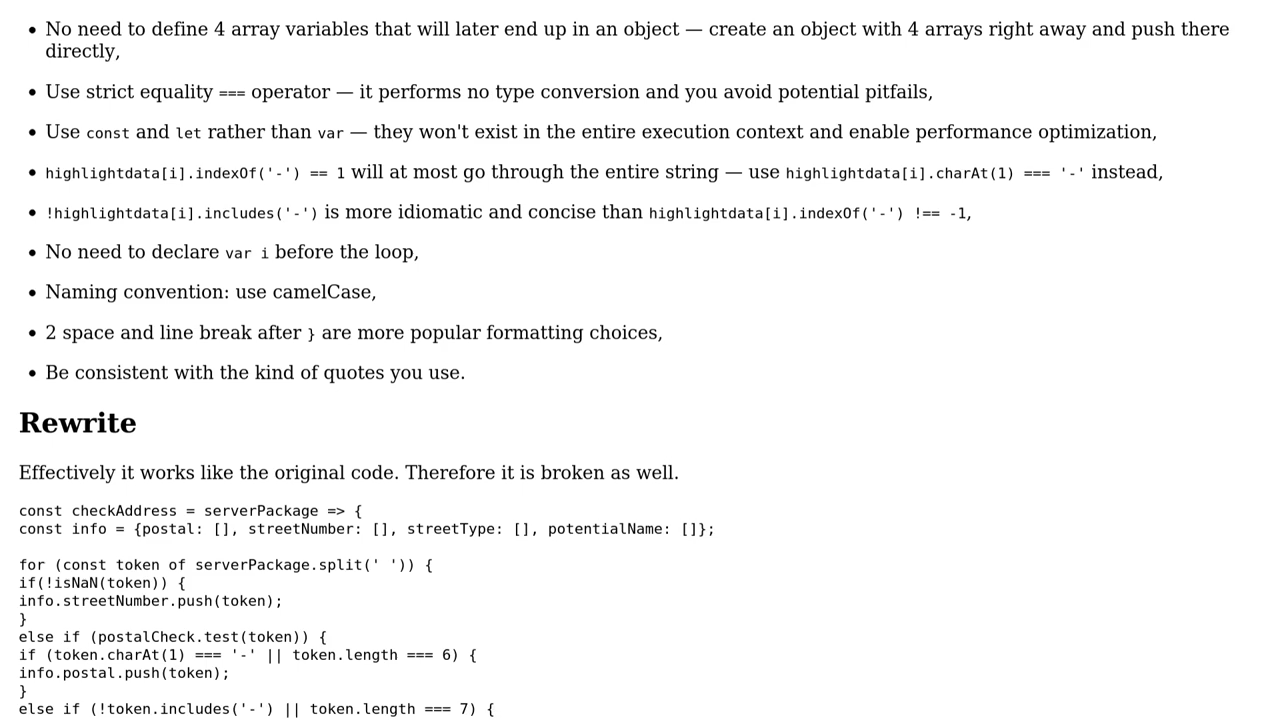 • No need to define 4 array variables that will later end up in an object — create an object with 4 arrays right away and push there
directly,
• Use strict equality === operator — it performs no type conversion and you avoid potential pitfails,
• Use const and let rather than var — they won't exist in the entire execution context and enable performance optimization,
• highlightdata[i].indexOf('-') == 1 will at most go through the entire string — use highlightdata[i].charAt(1) === '-' instead,
• !highlightdata[i].includes('-') is more idiomatic and concise than highlightdata[i].indexOf('-') !== -1,
• No need to declare var i before the loop,
• Naming convention: use camelCase,
• 2 space and line break after } are more popular formatting choices,
• Be consistent with the kind of quotes you use.
Rewrite
Effectively it works like the original code. Therefore it is broken as well.
const checkAddress = serverPackage => {
const info = {postal: [], streetNumber: [], streetType: [], potentialName: []};
for (const token of serverPackage.split(' ')) {
if(!isNaN(token)) {
info.streetNumber.push(token);
}
else if (postalCheck.test(token)) {
if (token.charAt(1) === '-' || token.length === 6) {
info.postal.push(token);
}
else if (!token.includes('-') || token.length === 7) {